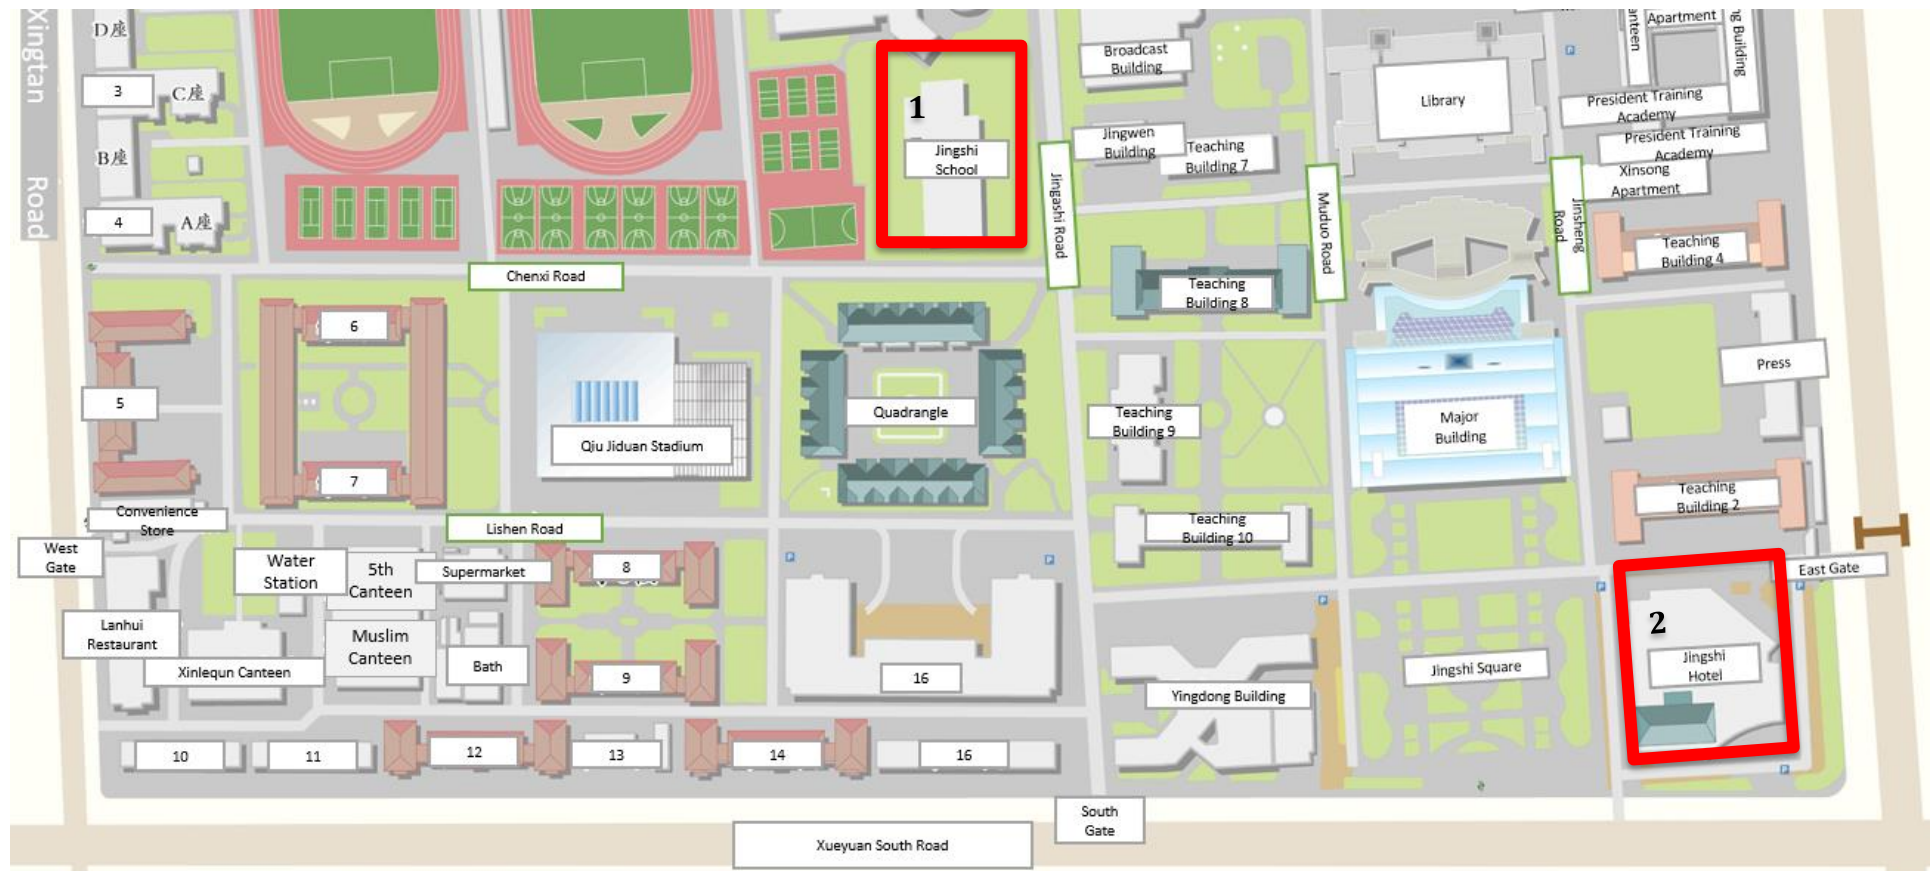 Xingtan
Road
D座
3
C座
B座
4
A座
1
Jingshi
School
Broadcast
Building
Jingwen
Building
Teaching
Building 7
Library
Apartment
anteen
ng Building
President Training
Academy
President Training
Academy
Xinsong
Apartment
Jingashi Road
Muduo Road
Jinsheng
Road
Teaching
Building 4
Chenxi Road
Teaching
Building 8
6
5
7
Qiu Jiduan Stadium
Quadrangle
Teaching
Building 9
Major
Building
Press
Convenience
Store
Lishen Road
Teaching
Building 10
Teaching
Building 2
West
Gate
Water
Station
5th
Canteen
Supermarket
8
East Gate
Lanhui
Restaurant
Xinlequn Canteen
Muslim
Canteen
Bath
9
16
Yingdong Building
Jingshi Square
2
Jingshi
Hotel
10
11
12
13
14
16
South
Gate
Xueyuan South Road
P
P
P
P
P
P
P